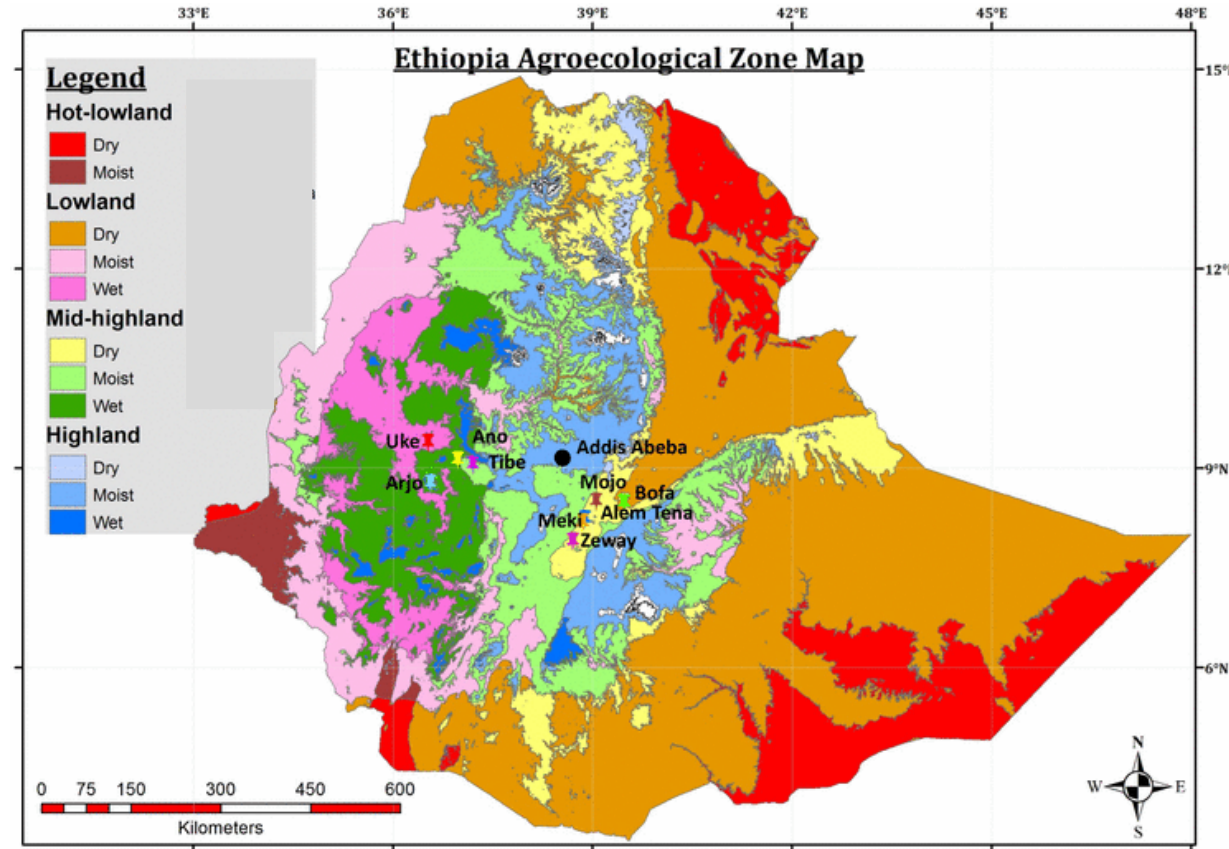 33°E 36°E 39°E 42°E 45°E 48°E
Ethiopia Agroecological Zone Map
15°N
12°N
9°N
6°N
Legend
Hot-lowland
Dry
Moist
Lowland
Dry
Moist
Wet
Mid-highland
Dry
Moist
Wet
Highland
Dry
Moist
Wet
Uke
Ano
Tibe
Arjo
Addis Abeba
Mojo
Bofa
Alem Tena
Meki
Zeway
0 75 150 300 450 600
Kilometers
N
W E
S